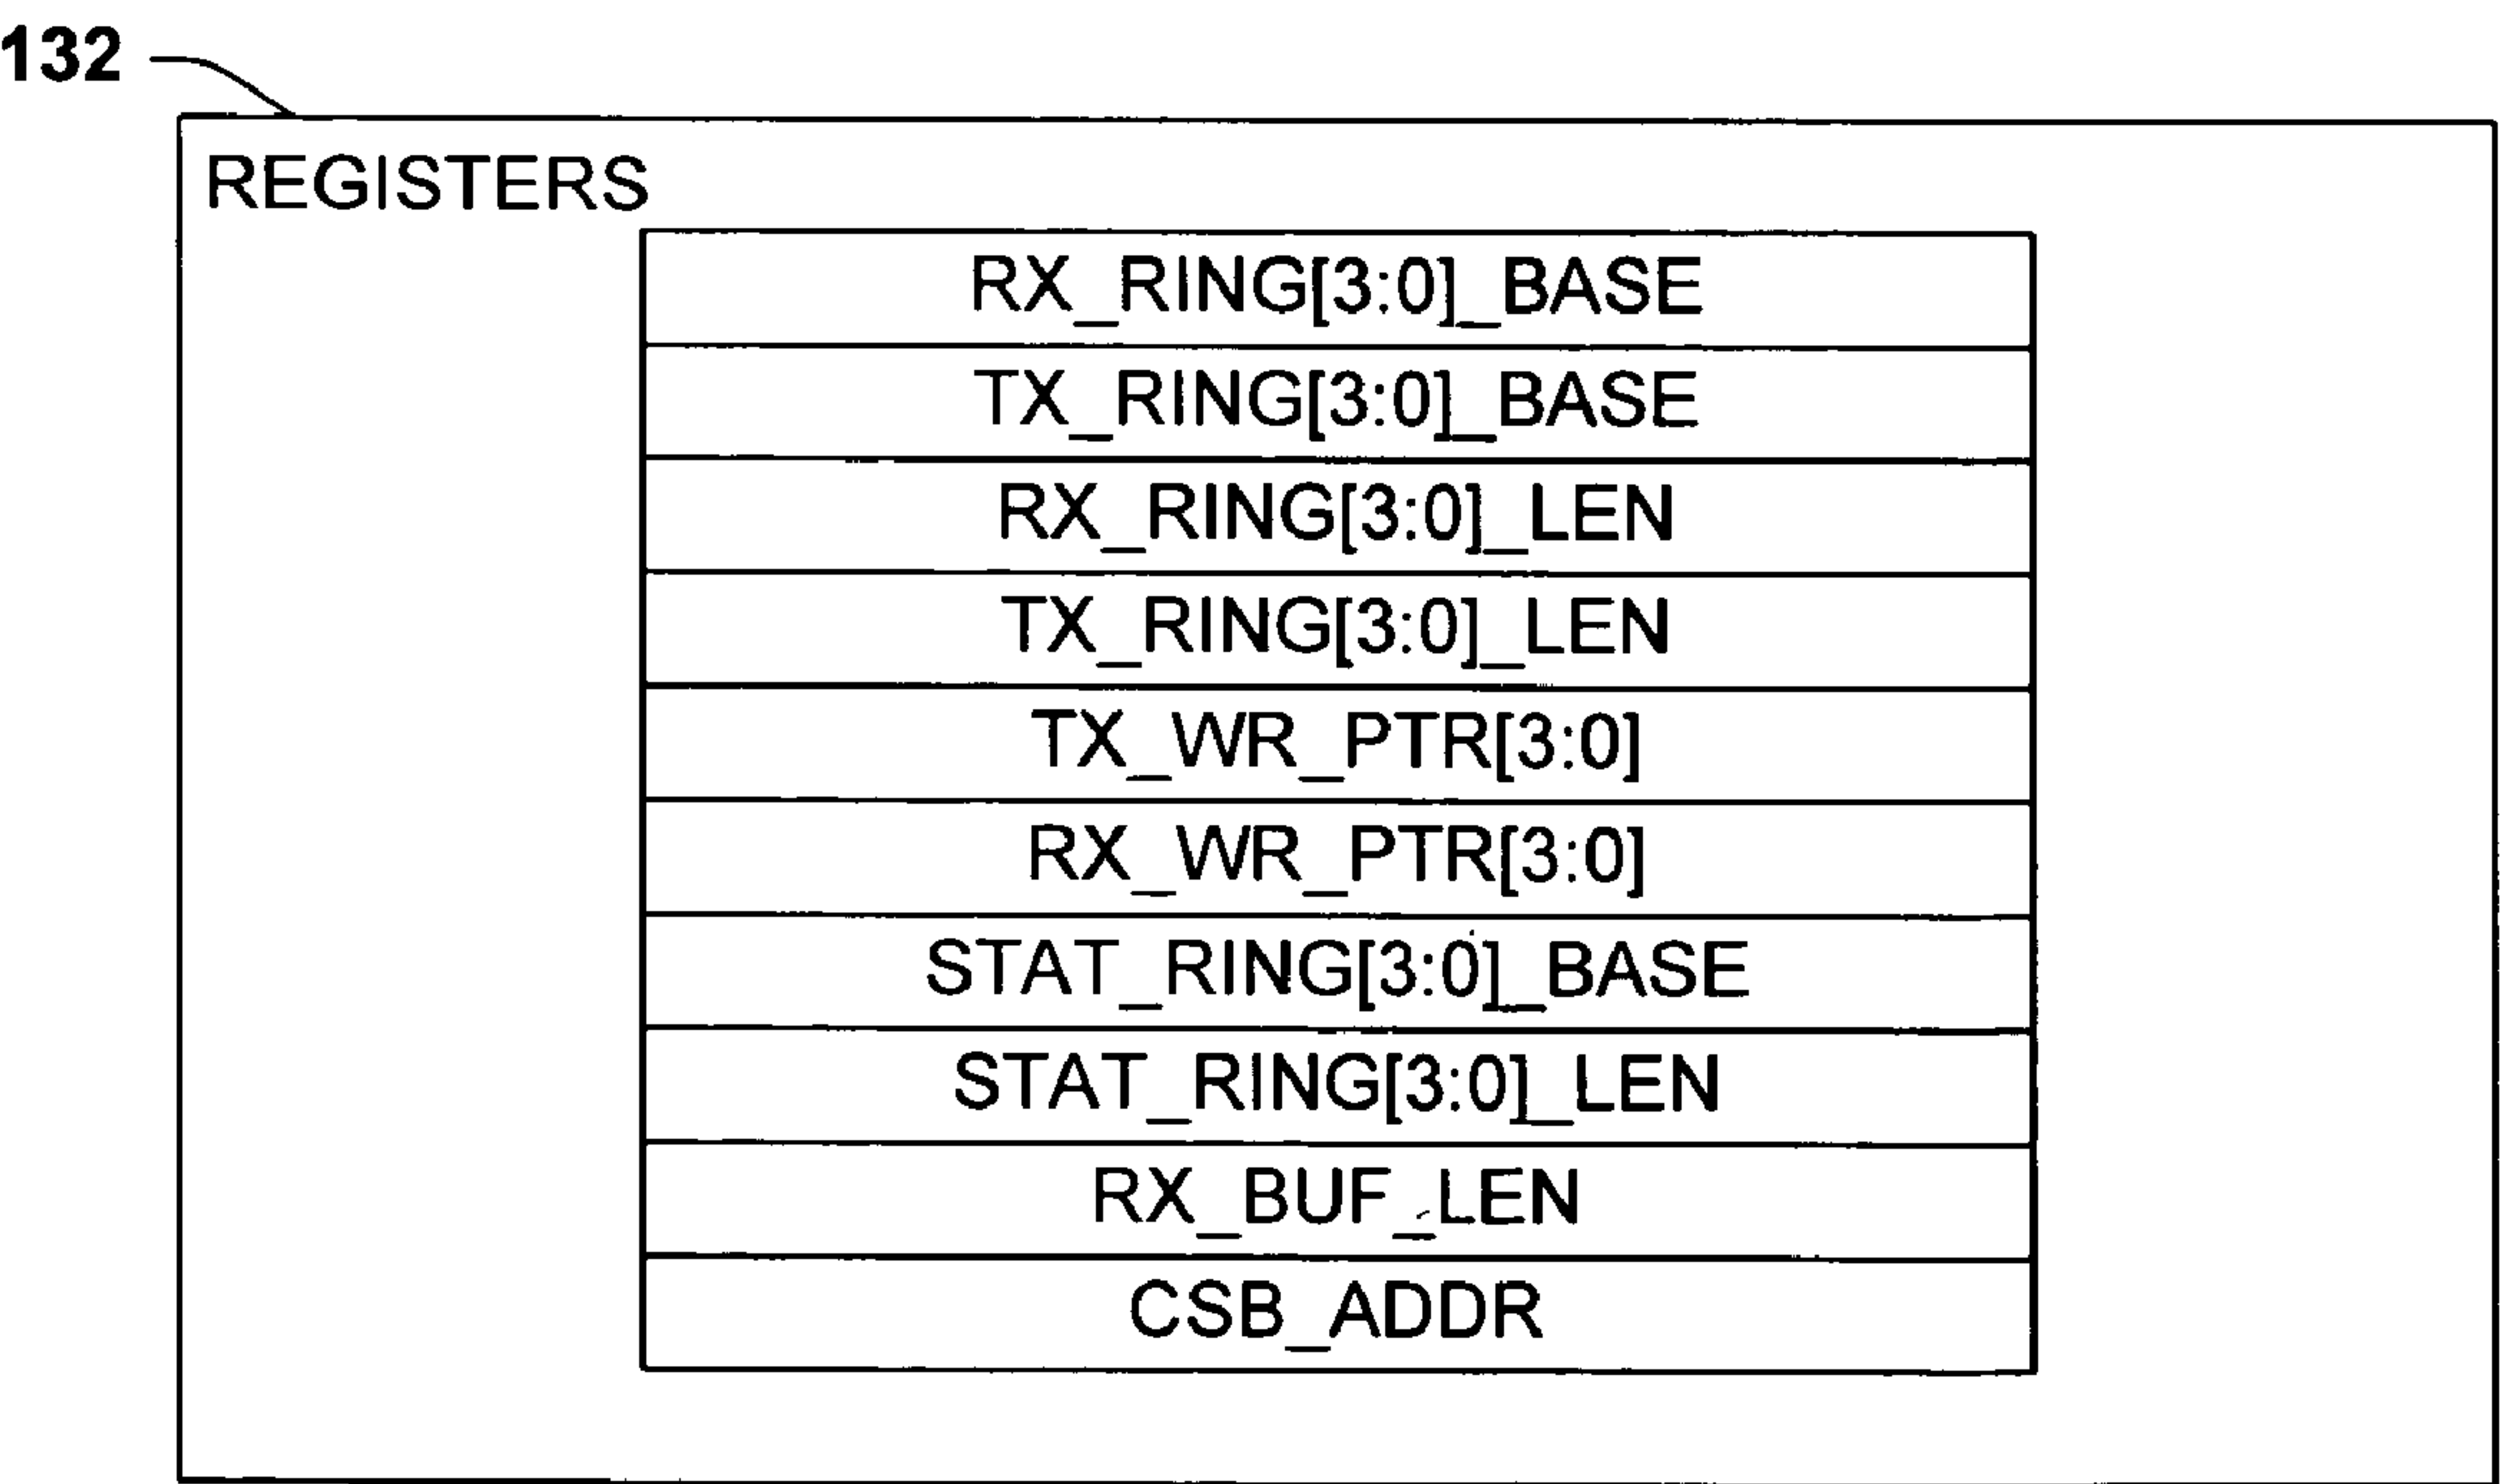 132
REGISTERS
RX_RING[3:0]_BASE
TX_RING[3:0]_BASE
RX_RING[3:0]_LEN
TX_RING[3:0]_LEN
TX_WR_PTR[3:0]
RX_WR_PTR[3:0]
STAT_RING[3:0]_BASE
STAT_RING[3:0]_LEN
RX_BUF_LEN
CSB_ADDR